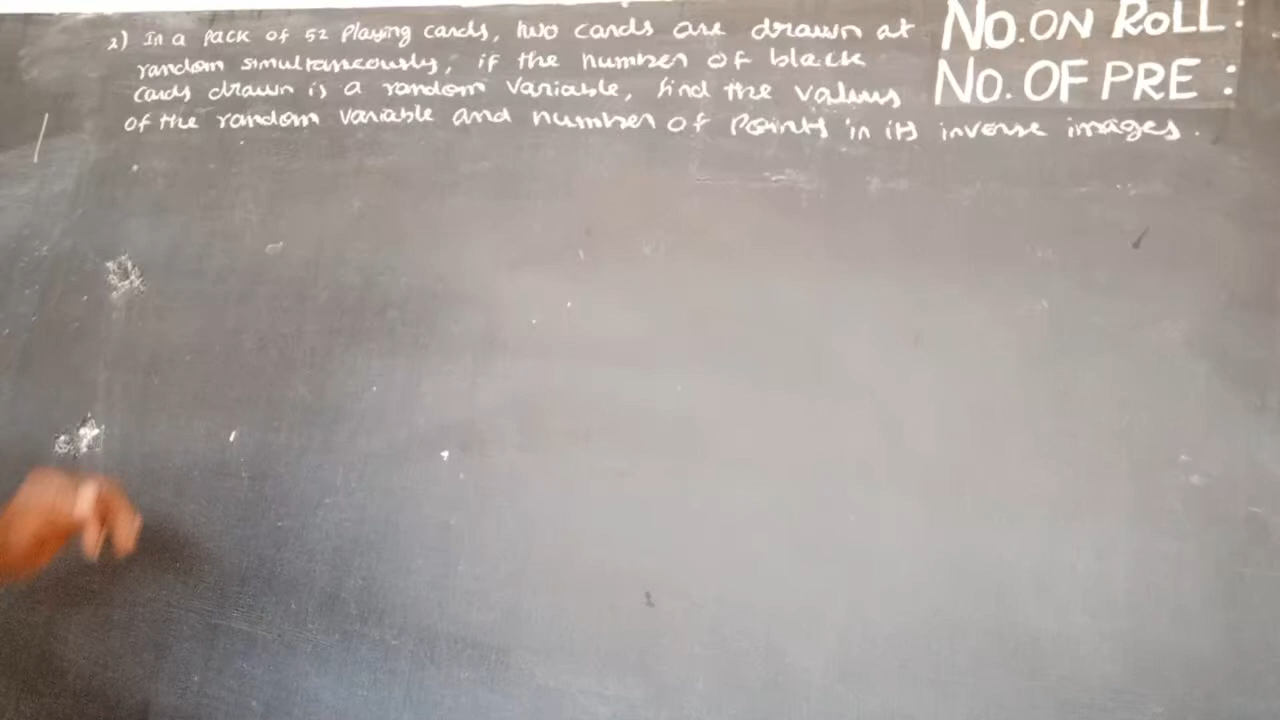 2) In a pack of 52 playing cards, two cards are drawn at
random simultaneously, if the number of black
cards drawn is a random variable, find the values
of the random variable and number of points in its inverse images.
NO. ON ROLL:
NO. OF PRE :